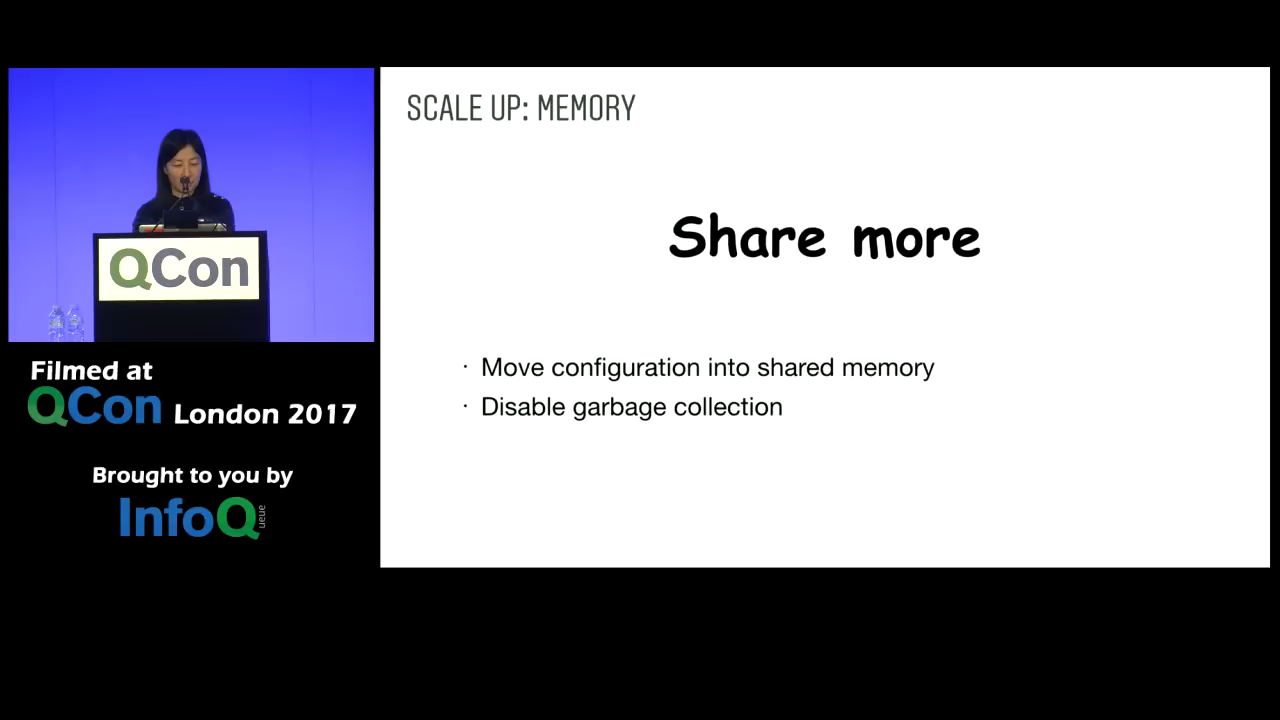 SCALE UP: MEMORY
Share more
· Move configuration into shared memory
· Disable garbage collection
QCon
Filmed at
QCon London 2017
Brought to you by
InfoQ
ueue